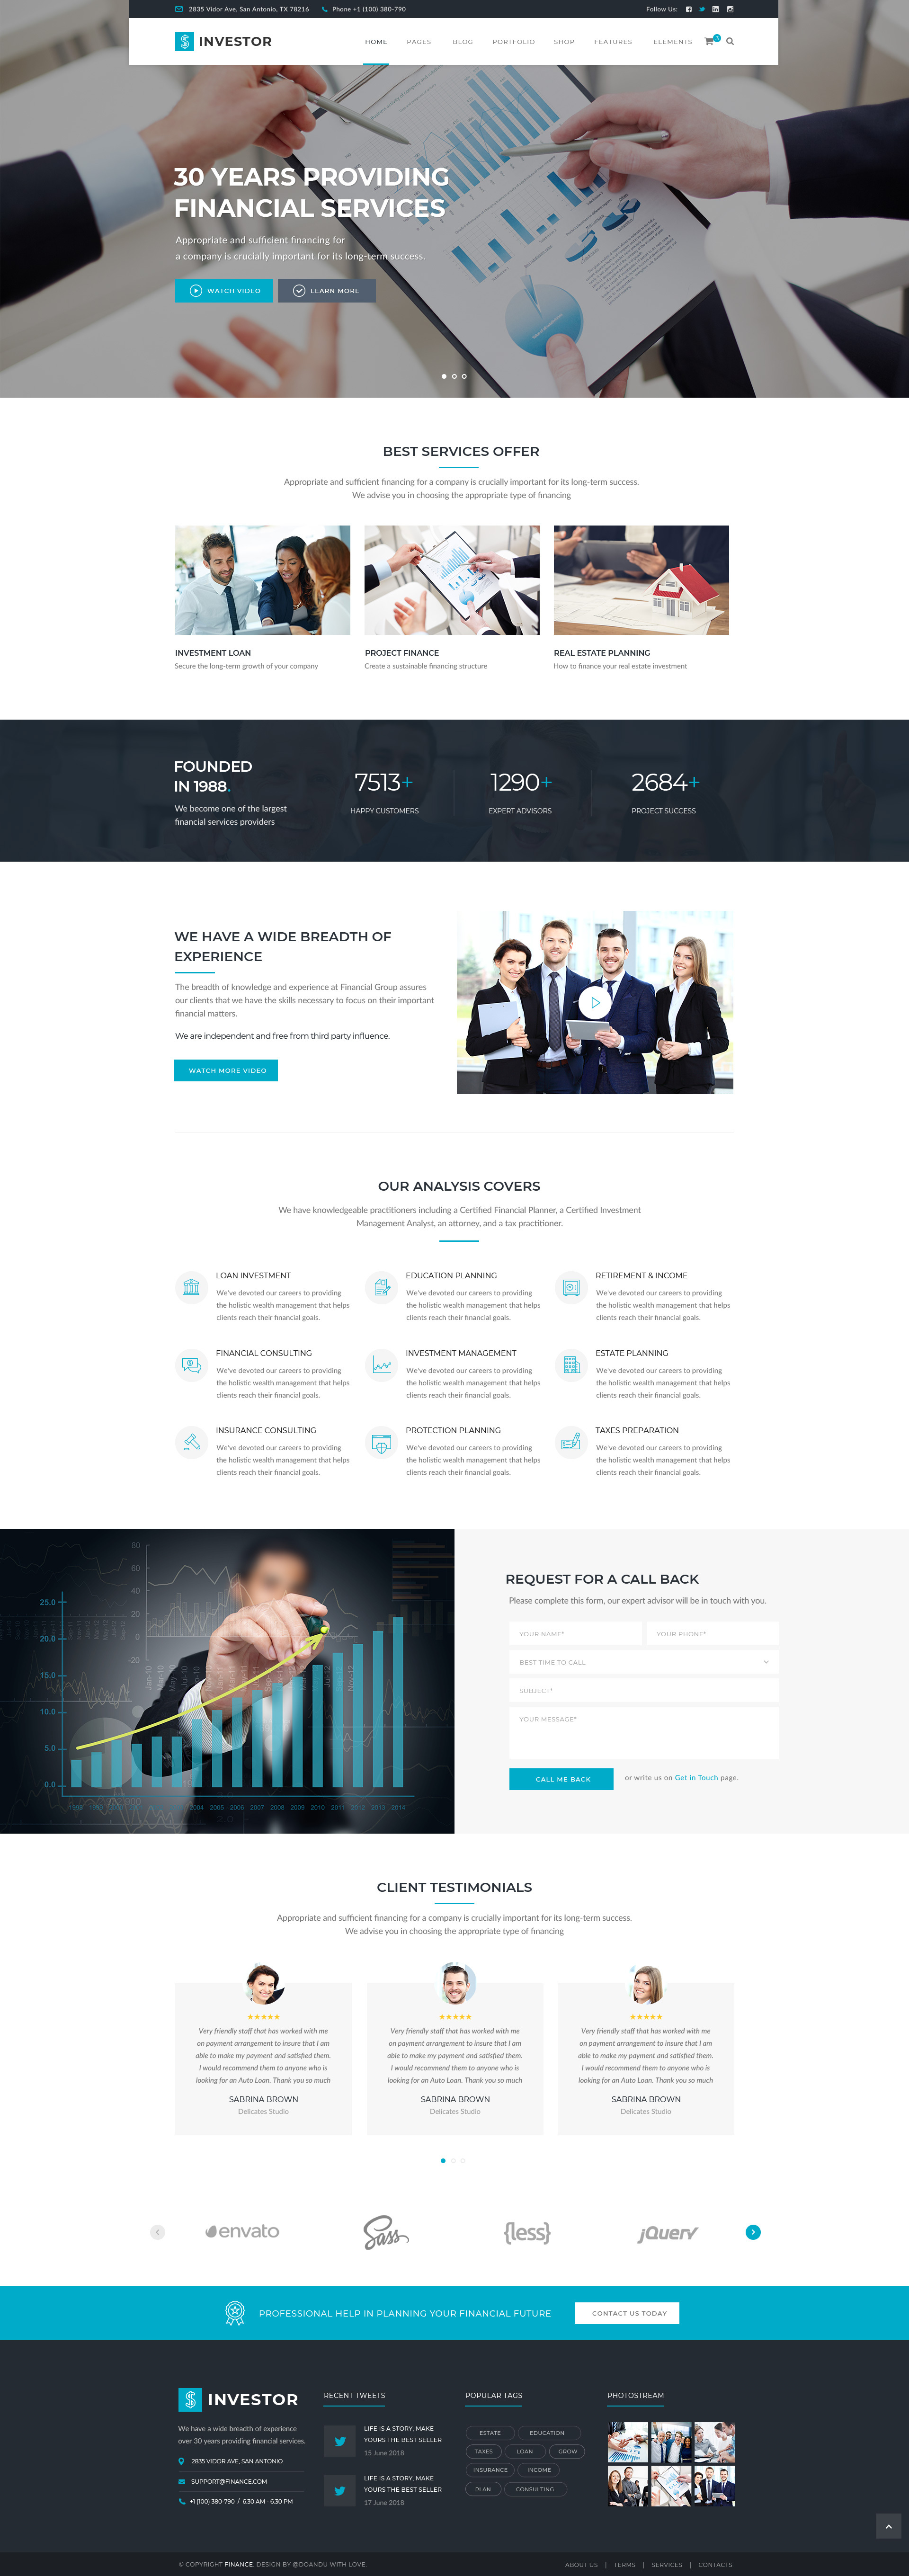 2835 Vidor Ave, San Antonio, TX 78216
Phone +1 (100) 380-790
Follow Us:
INVESTOR
HOME
PAGES
BLOG
PORTFOLIO
SHOP
FEATURES
ELEMENTS
3
30 YEARS PROVIDING
FINANCIAL SERVICES
Appropriate and sufficient financing for
a company is crucially important for its long-term success.
WATCH VIDEO
LEARN MORE
BEST SERVICES OFFER
Appropriate and sufficient financing for a company is crucially important for its long-term success.
We advise you in choosing the appropriate type of financing
INVESTMENT LOAN
Secure the long-term growth of your company
PROJECT FINANCE
Create a sustainable financing structure
REAL ESTATE PLANNING
How to finance your real estate investment
FOUNDED
IN 1988.
We become one of the largest
financial services providers
7513+
HAPPY CUSTOMERS
1290+
EXPERT ADVISORS
2684+
PROJECT SUCCESS
WE HAVE A WIDE BREADTH OF
EXPERIENCE
The breadth of knowledge and experience at Financial Group assures
our clients that we have the skills necessary to focus on their important
financial matters.
We are independent and free from third party influence.
WATCH MORE VIDEO
OUR ANALYSIS COVERS
We have knowledgeable practitioners including a Certified Financial Planner, a Certified Investment
Management Analyst, an attorney, and a tax practitioner.
LOAN INVESTMENT
We've devoted our careers to providing
the holistic wealth management that helps
clients reach their financial goals.
EDUCATION PLANNING
We've devoted our careers to providing
the holistic wealth management that helps
clients reach their financial goals.
RETIREMENT & INCOME
We've devoted our careers to providing
the holistic wealth management that helps
clients reach their financial goals.
FINANCIAL CONSULTING
We've devoted our careers to providing
the holistic wealth management that helps
clients reach their financial goals.
INVESTMENT MANAGEMENT
We've devoted our careers to providing
the holistic wealth management that helps
clients reach their financial goals.
ESTATE PLANNING
We've devoted our careers to providing
the holistic wealth management that helps
clients reach their financial goals.
INSURANCE CONSULTING
We've devoted our careers to providing
the holistic wealth management that helps
clients reach their financial goals.
PROTECTION PLANNING
We've devoted our careers to providing
the holistic wealth management that helps
clients reach their financial goals.
TAXES PREPARATION
We've devoted our careers to providing
the holistic wealth management that helps
clients reach their financial goals.
80
60
40
20
0
-20
25.0
20.0
15.0
10.0
5.0
0.0
2004 2005 2006 2007 2008 2009 2010 2011 2012 2013 2014
REQUEST FOR A CALL BACK
Please complete this form, our expert advisor will be in touch with you.
YOUR NAME*
YOUR PHONE*
BEST TIME TO CALL
SUBJECT*
YOUR MESSAGE*
CALL ME BACK
or write us on Get in Touch page.
CLIENT TESTIMONIALS
Appropriate and sufficient financing for a company is crucially important for its long-term success.
We advise you in choosing the appropriate type of financing
Very friendly staff that has worked with me
on payment arrangement to insure that I am
able to make my payment and satisfied them.
I would recommend them to anyone who is
looking for an Auto Loan. Thank you so much
SABRINA BROWN
Delicates Studio
Very friendly staff that has worked with me
on payment arrangement to insure that I am
able to make my payment and satisfied them.
I would recommend them to anyone who is
looking for an Auto Loan. Thank you so much
SABRINA BROWN
Delicates Studio
Very friendly staff that has worked with me
on payment arrangement to insure that I am
able to make my payment and satisfied them.
I would recommend them to anyone who is
looking for an Auto Loan. Thank you so much
SABRINA BROWN
Delicates Studio
envato
Sass
{less}
jQuery
PROFESSIONAL HELP IN PLANNING YOUR FINANCIAL FUTURE
CONTACT US TODAY
INVESTOR
We have a wide breadth of experience
over 30 years providing financial services.
2835 VIDOR AVE, SAN ANTONIO
SUPPORT@FINANCE.COM
+1 (100) 380-790 / 6:30 AM - 6:30 PM
RECENT TWEETS
LIFE IS A STORY, MAKE
YOURS THE BEST SELLER
15 June 2018
LIFE IS A STORY, MAKE
YOURS THE BEST SELLER
17 June 2018
POPULAR TAGS
ESTATE
EDUCATION
TAXES
LOAN
GROW
INSURANCE
INCOME
PLAN
CONSULTING
PHOTOSTREAM
© COPYRIGHT FINANCE. DESIGN BY @DOANDU WITH LOVE.
ABOUT US | TERMS | SERVICES | CONTACTS